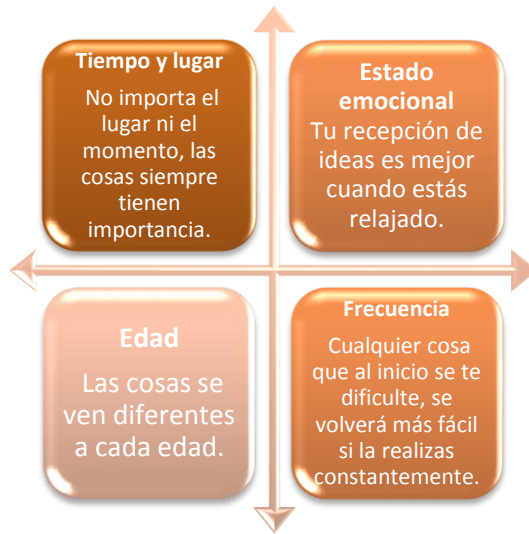 Tiempo y lugar
No importa el
lugar ni el
momento, las
cosas siempre
tienen
importancia.
Estado
emocional
Tu recepción de
ideas es mejor
cuando estás
relajado.
Edad
Las cosas se
ven diferentes
a cada edad.
Frecuencia
Cualquier cosa
que al inicio se te
dificulte, se
volverá más fácil
si la realizas
constantemente.